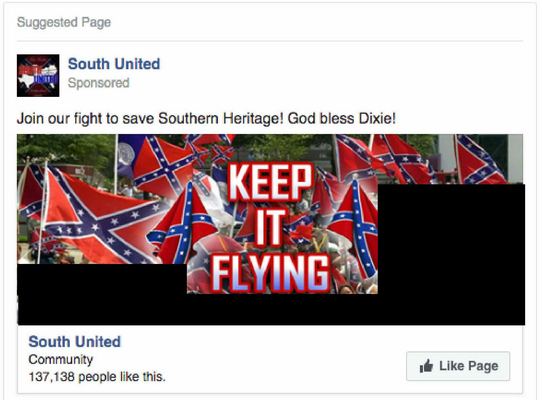 Suggested Page
South United
Sponsored
Join our fight to save Southern Heritage! God bless Dixie!
KEEP
IT
FLYING
South United
Community
137,138 people like this.
Like Page